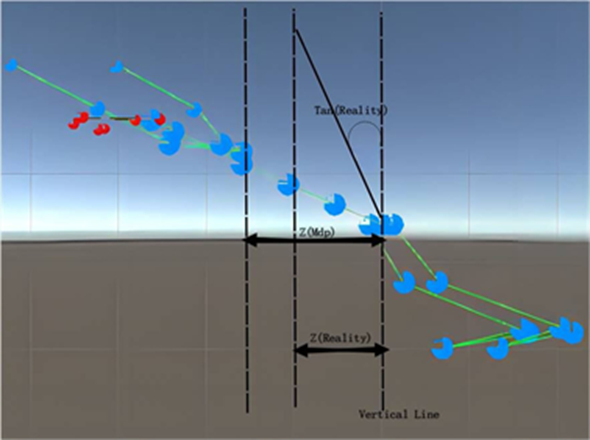 Tan(Reality)
Z(Mdp)
Z(Reality)
Vertical Line